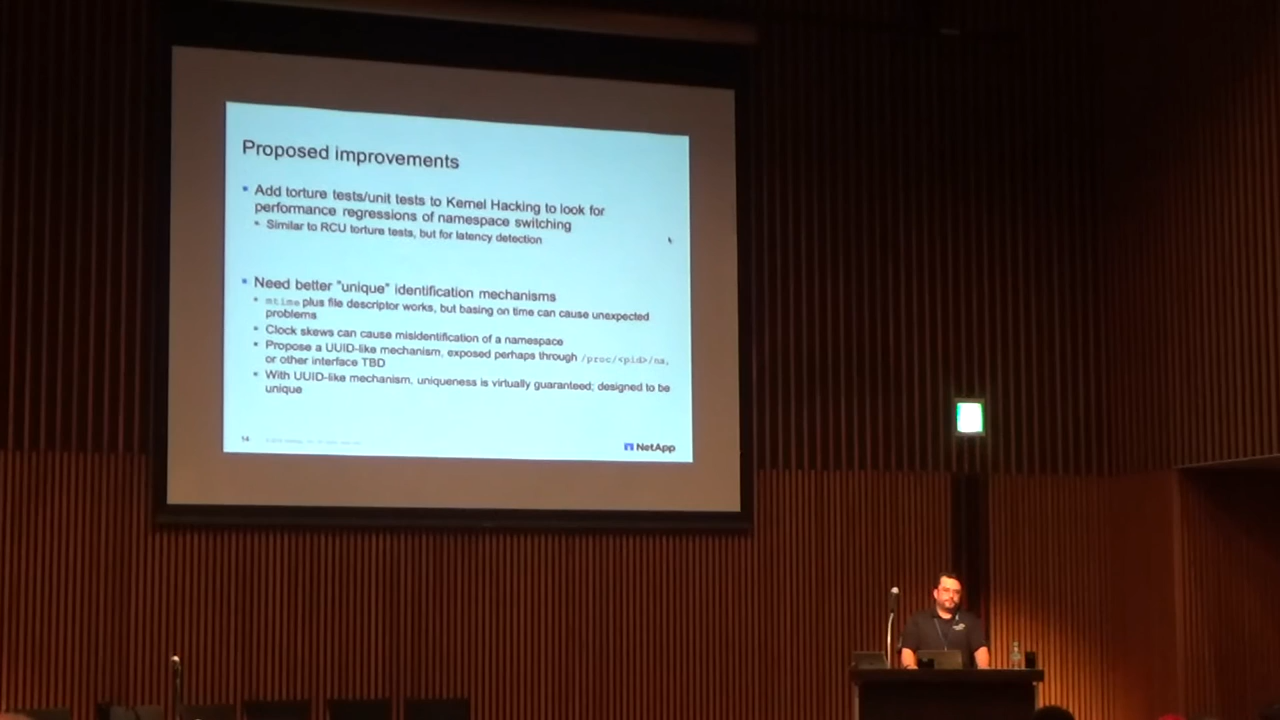 Proposed improvements
Add torture tests/unit tests to Kernel Hacking to look for
performance regressions of namespace switching
Similar to RCU torture tests, but for latency detection
Need better "unique" identification mechanisms
mtime plus file descriptor works, but basing on time can cause unexpected
problems
Clock skews can cause misidentification of a namespace
Propose a UUID-like mechanism, exposed perhaps through /proc/<pid>/ns,
or other interface TBD
With UUID-like mechanism, uniqueness is virtually guaranteed; designed to be
unique
14
NetApp